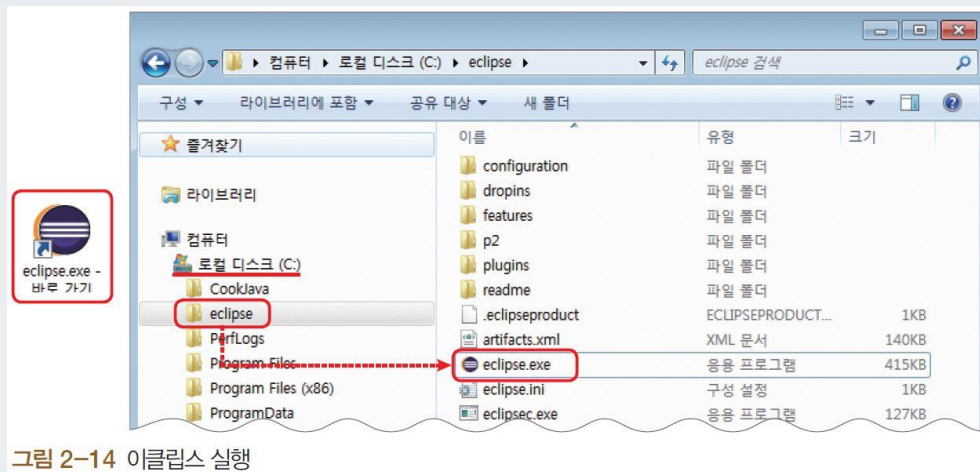 컴퓨터 ▸ 로컬 디스크 (C:) ▸ eclipse ▸
eclipse 검색
구성 ▾ 라이브러리에 포함 ▾ 공유 대상 ▾ 새 폴더
즐겨찾기
라이브러리
컴퓨터
로컬 디스크 (C:)
CookJava
eclipse
PerfLogs
Program Files
Program Files (x86)
ProgramData
이름 유형 크기
configuration 파일 폴더
dropins 파일 폴더
features 파일 폴더
p2 파일 폴더
plugins 파일 폴더
readme 파일 폴더
.eclipseproduct ECLIPSEPRODUCT... 1KB
artifacts.xml XML 문서 140KB
eclipse.exe 응용 프로그램 415KB
eclipse.ini 구성 설정 1KB
eclipsec.exe 응용 프로그램 127KB
eclipse.exe -
바로 가기
그림 2-14 이클립스 실행